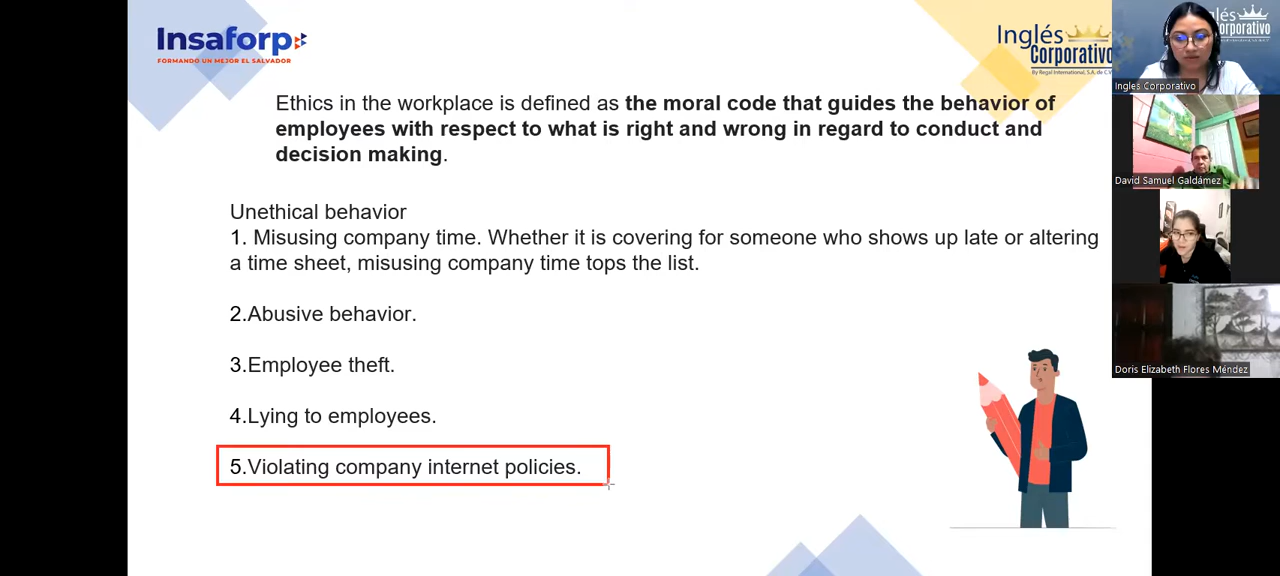 Insaforp
FORMANDO UN MEJOR EL SALVADOR
Inglés
Corporativo
By Regal International, S.A. de C.V.
Ethics in the workplace is defined as the moral code that guides the behavior of
employees with respect to what is right and wrong in regard to conduct and
decision making.
Unethical behavior
1. Misusing company time. Whether it is covering for someone who shows up late or altering
a time sheet, misusing company time tops the list.
2.Abusive behavior.
3.Employee theft.
4.Lying to employees.
5.Violating company internet policies.
glés
orporativo
Ingles Corporativo
David Samuel Galdámez
Doris Elizabeth Flores Méndez